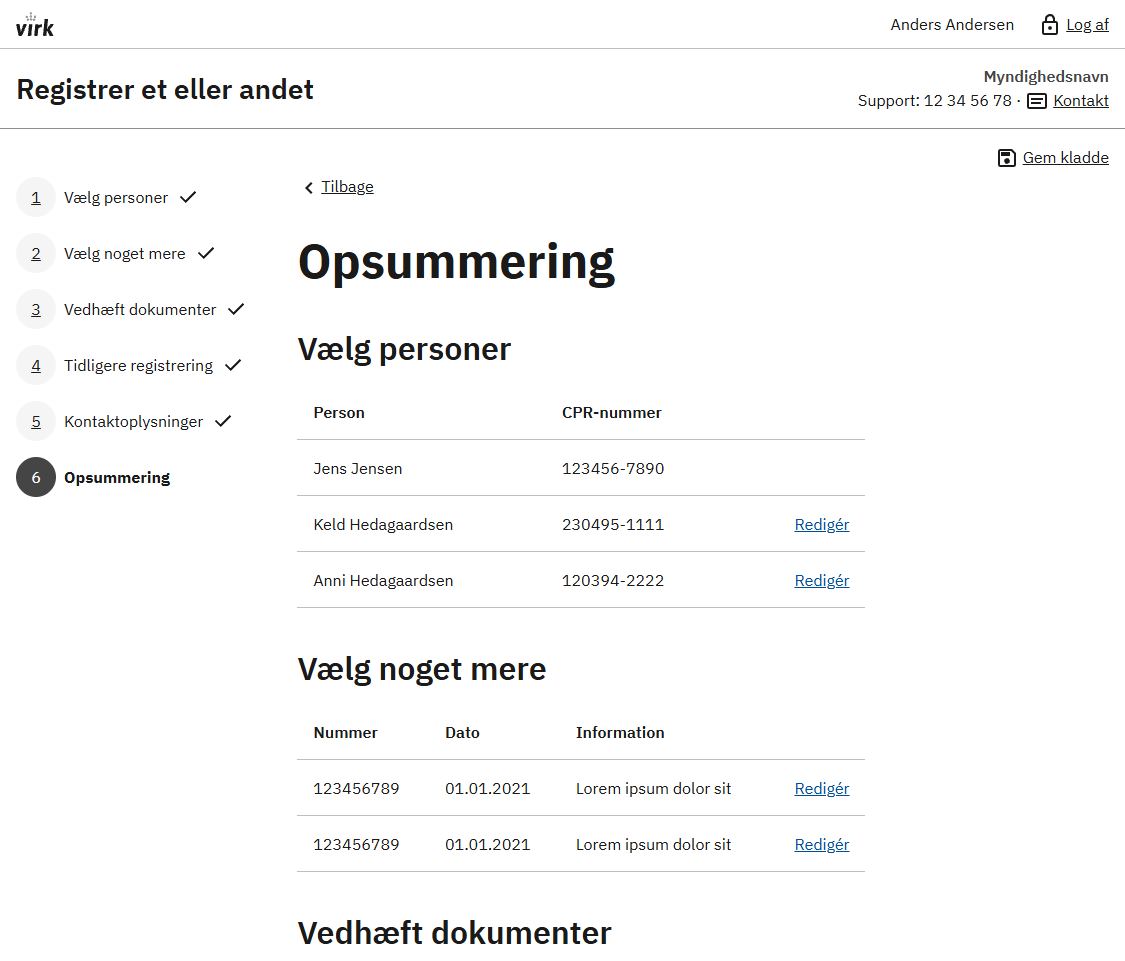 virk
Anders Andersen Log af
Registrer et eller andet
Myndighedsnavn
Support: 12 34 56 78 · Kontakt
Gem kladde
1 Vælg personer
2 Vælg noget mere
3 Vedhæft dokumenter
4 Tidligere registrering
5 Kontaktoplysninger
6 Opsummering
Tilbage
Opsummering
Vælg personer
Person CPR-nummer
Jens Jensen 123456-7890
Keld Hedagaardsen 230495-1111 Redigér
Anni Hedagaardsen 120394-2222 Redigér
Vælg noget mere
Nummer Dato Information
123456789 01.01.2021 Lorem ipsum dolor sit Redigér
123456789 01.01.2021 Lorem ipsum dolor sit Redigér
Vedhæft dokumenter